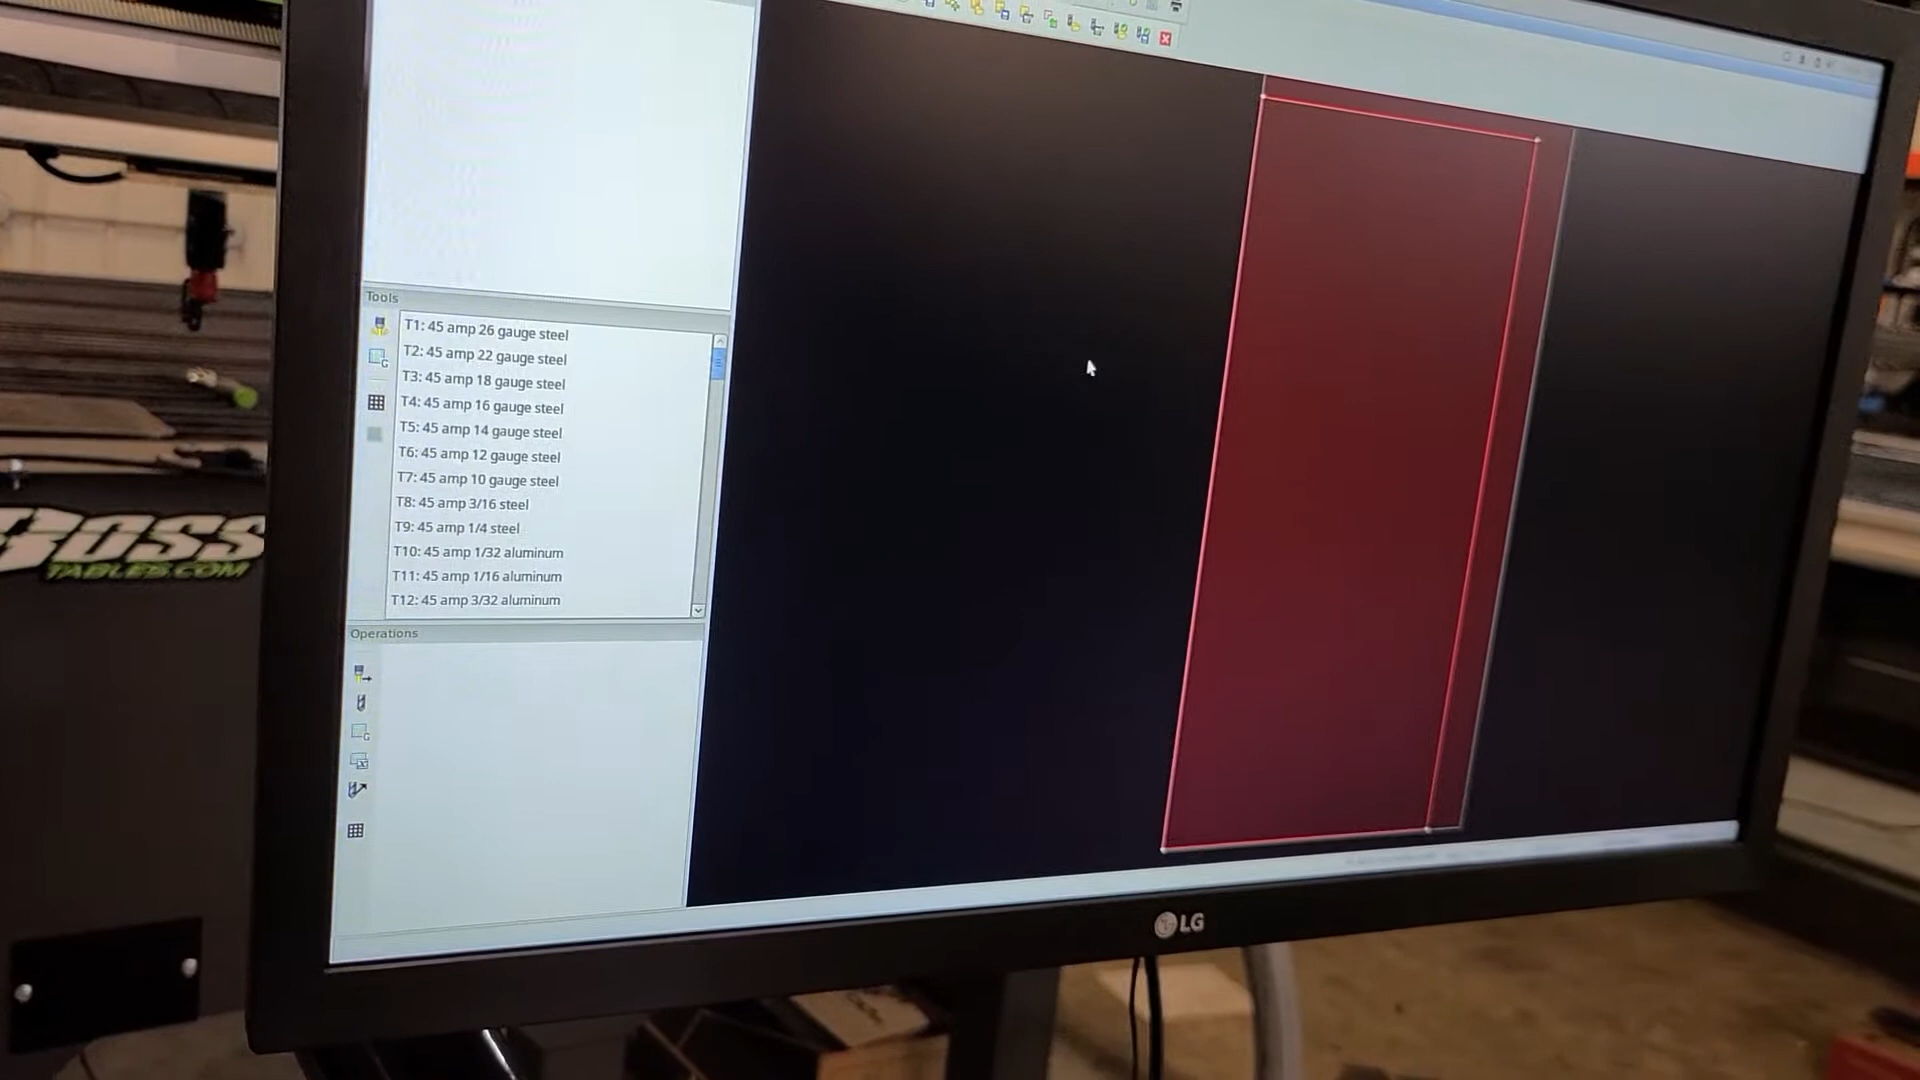 Tools
T1: 45 amp 26 gauge steel
T2: 45 amp 22 gauge steel
T3: 45 amp 18 gauge steel
T4: 45 amp 16 gauge steel
T5: 45 amp 14 gauge steel
T6: 45 amp 12 gauge steel
T7: 45 amp 10 gauge steel
T8: 45 amp 3/16 steel
T9: 45 amp 1/4 steel
T10: 45 amp 1/32 aluminum
T11: 45 amp 1/16 aluminum
T12: 45 amp 3/32 aluminum
Operations
BOSS
TABLES.COM
LG